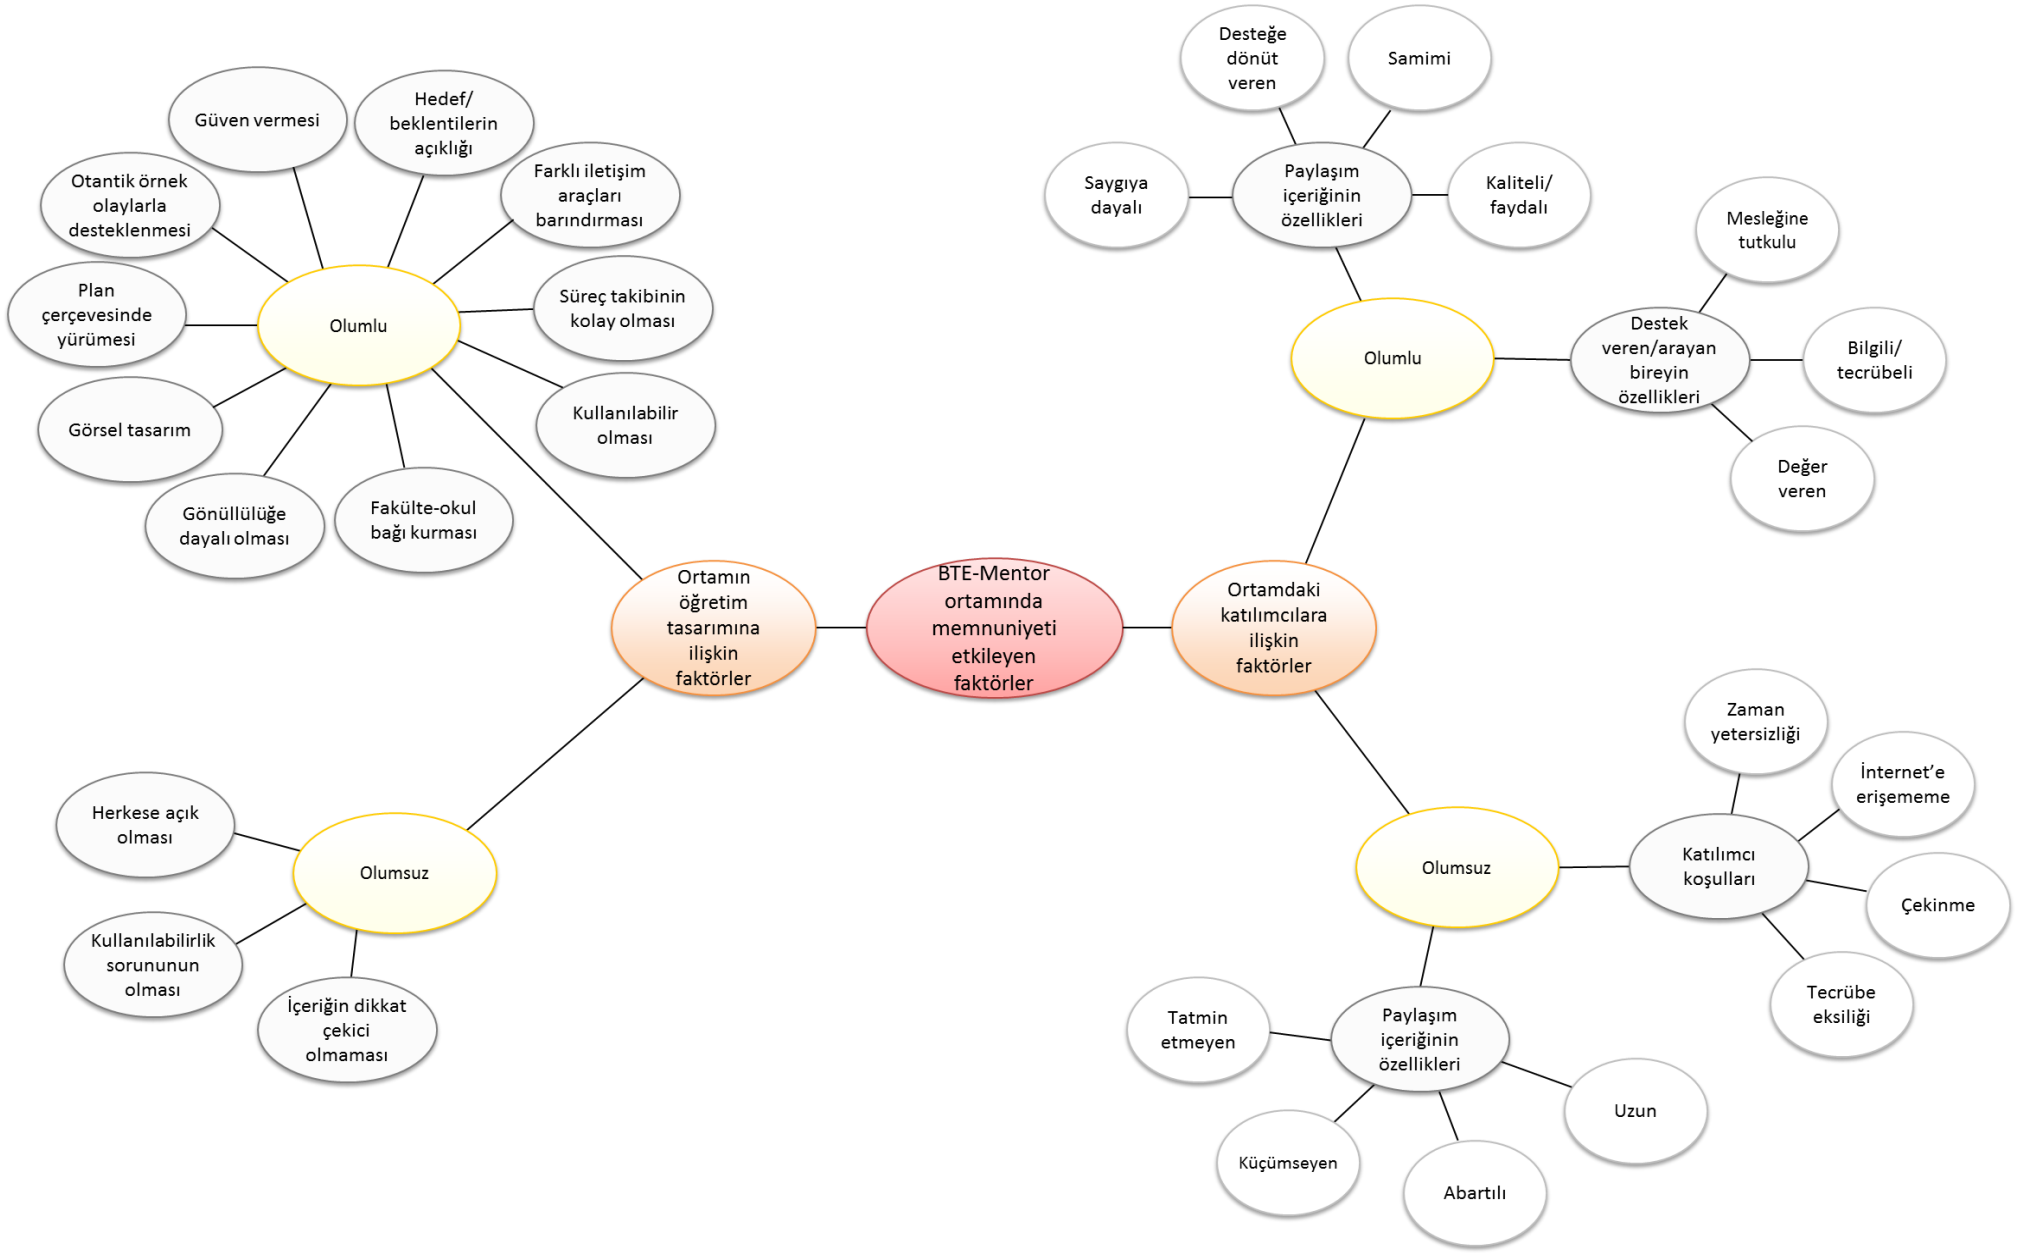 Güven vermesi
Hedef/
beklentilerin
açıklığı
Otantik örnek
olaylarla
desteklenmesi
Farklı iletişim
araçları
barındırması
Plan
çerçevesinde
yürümesi
Olumlu
Süreç takibinin
kolay olması
Görsel tasarım
Kullanılabilir
olması
Gönüllülüğe
dayalı olması
Fakülte-okul
bağı kurması
Ortamın
öğretim
tasarımına
ilişkin
faktörler
Herkese açık
olması
Olumsuz
Kullanılabilirlik
sorununun
olması
İçeriğin dikkat
çekici
olmaması
BTE-Mentor
ortamında
memnuniyeti
etkileyen
faktörler
Ortamdaki
katılımcılara
ilişkin
faktörler
Desteğe
dönüt
veren
Samimi
Saygıya
dayalı
Paylaşım
içeriğinin
özellikleri
Kaliteli/
faydalı
Mesleğine
tutkulu
Olumlu
Destek
veren/arayan
bireyin
özellikleri
Bilgili/
tecrübeli
Değer
veren
Zaman
yetersizliği
İnternet’e
erişememe
Olumsuz
Katılımcı
koşulları
Çekinme
Tecrübe
eksiliği
Tatmin
etmeyen
Paylaşım
içeriğinin
özellikleri
Uzun
Küçümseyen
Abartılı